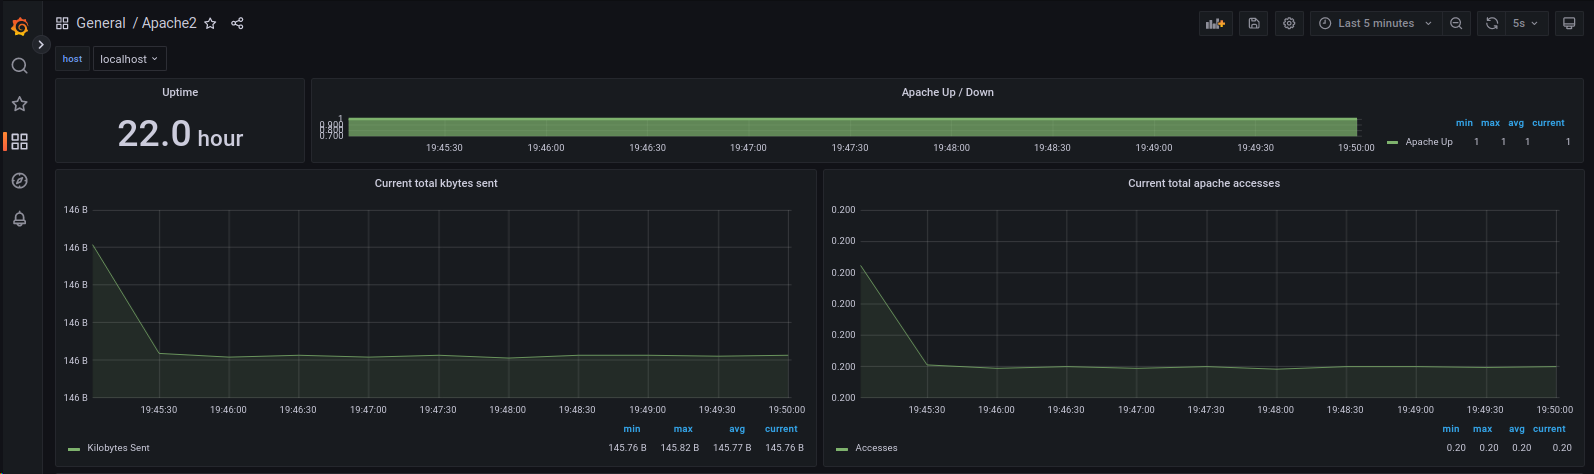 General / Apache2
Last 5 minutes
5s
host
localhost
Uptime
22.0 hour
Apache Up / Down
1
0.900
0.800
0.700
19:45:30 19:46:00 19:46:30 19:47:00 19:47:30 19:48:00 19:48:30 19:49:00 19:49:30 19:50:00
min max avg current
Apache Up 1 1 1 1
Current total kbytes sent
146 B
146 B
146 B
146 B
146 B
146 B
19:45:30 19:46:00 19:46:30 19:47:00 19:47:30 19:48:00 19:48:30 19:49:00 19:49:30 19:50:00
min max avg current
Kilobytes Sent 145.76 B 145.82 B 145.77 B 145.76 B
Current total apache accesses
0.200
0.200
0.200
0.200
0.200
0.200
0.200
19:45:30 19:46:00 19:46:30 19:47:00 19:47:30 19:48:00 19:48:30 19:49:00 19:49:30 19:50:00
min max avg current
Accesses 0.20 0.20 0.20 0.20